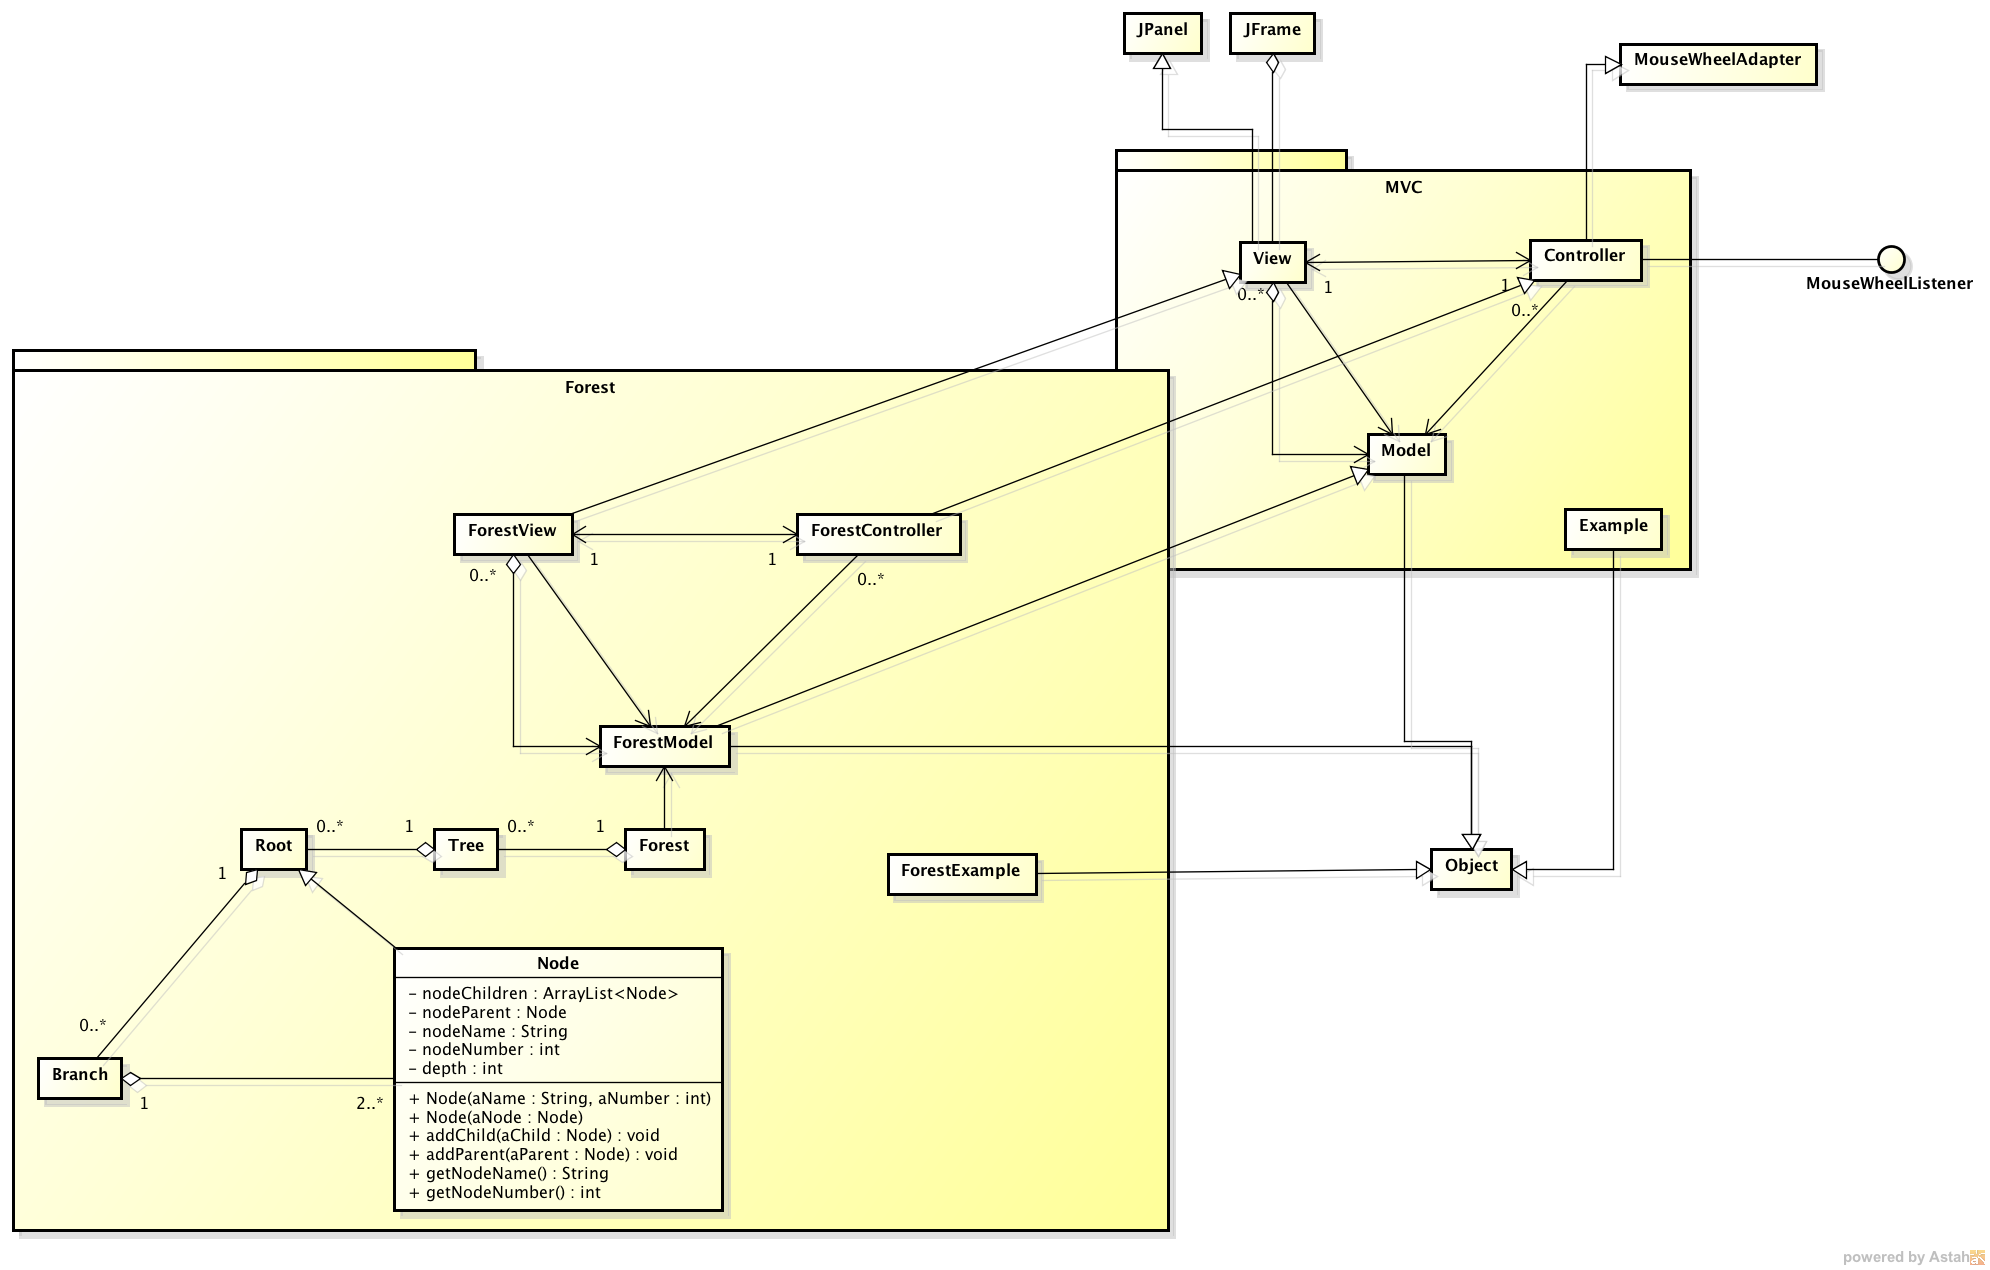 JPanel
JFrame
MouseWheelAdapter
MVC
View
Controller
MouseWheelListener
0..*
1
1
0..*
Forest
Model
ForestView
ForestController
Example
1
1
0..*
0..*
ForestModel
0..*
1
0..*
1
Root
Tree
Forest
ForestExample
Object
1
Node
- nodeChildren : ArrayList<Node>
- nodeParent : Node
- nodeName : String
- nodeNumber : int
- depth : int
0..*
Branch
1
2..*
+ Node(aName : String, aNumber : int)
+ Node(aNode : Node)
+ addChild(aChild : Node) : void
+ addParent(aParent : Node) : void
+ getNodeName() : String
+ getNodeNumber() : int
powered by Astah